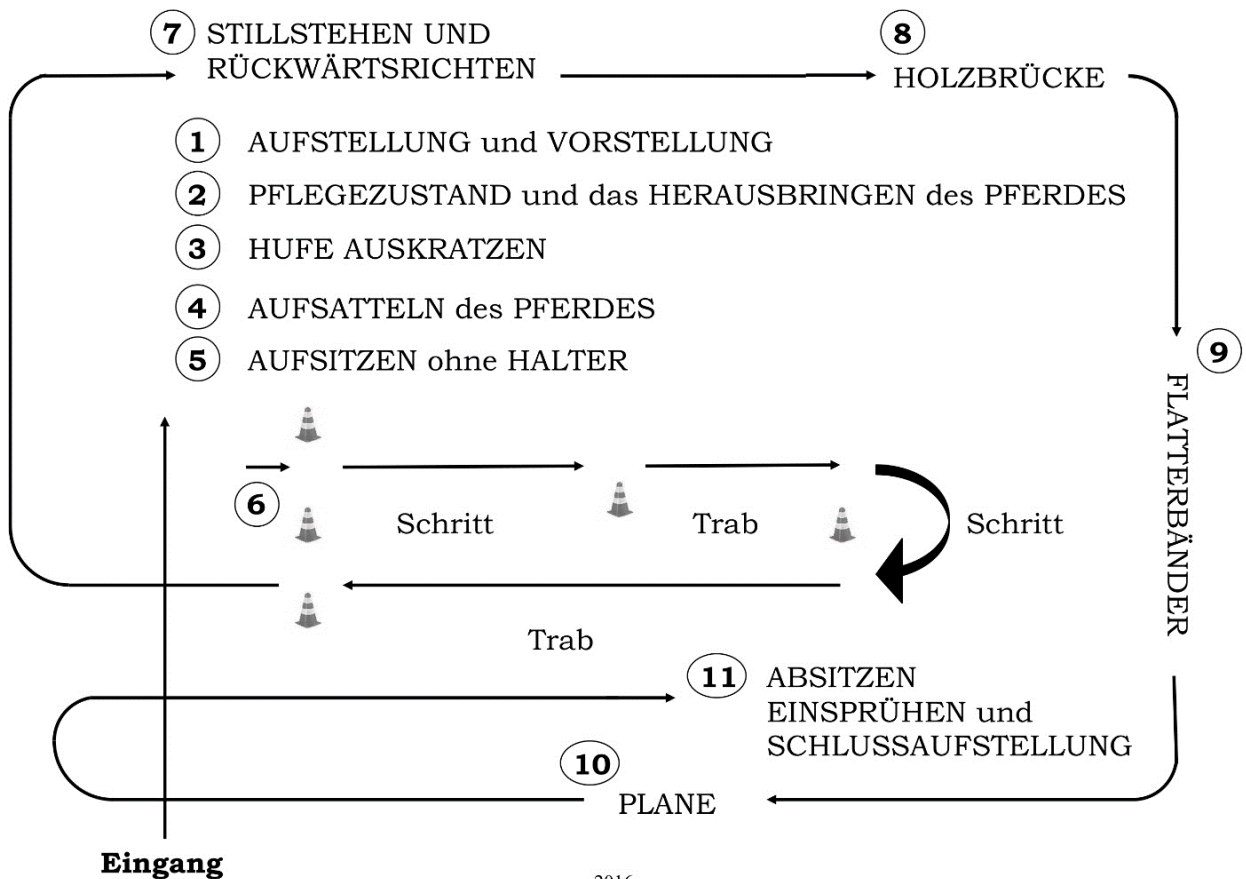 7 STILLSTEHEN UND
RÜCKWÄRTSRICHTEN
8
HOLZBRÜCKE
1 AUFSTELLUNG und VORSTELLUNG
2 PFLEGEZUSTAND und das HERAUSBRINGEN des PFERDES
3 HUFE AUSKRATZEN
4 AUFSATTELN des PFERDES
5 AUFSITZEN ohne HALTER
9
FLATTERBÄNDER
6
Schritt
Trab
Schritt
Trab
11 ABSITZEN
EINSPRÜHEN und
SCHLUSSAUFSTELLUNG
10
PLANE
Eingang
2016